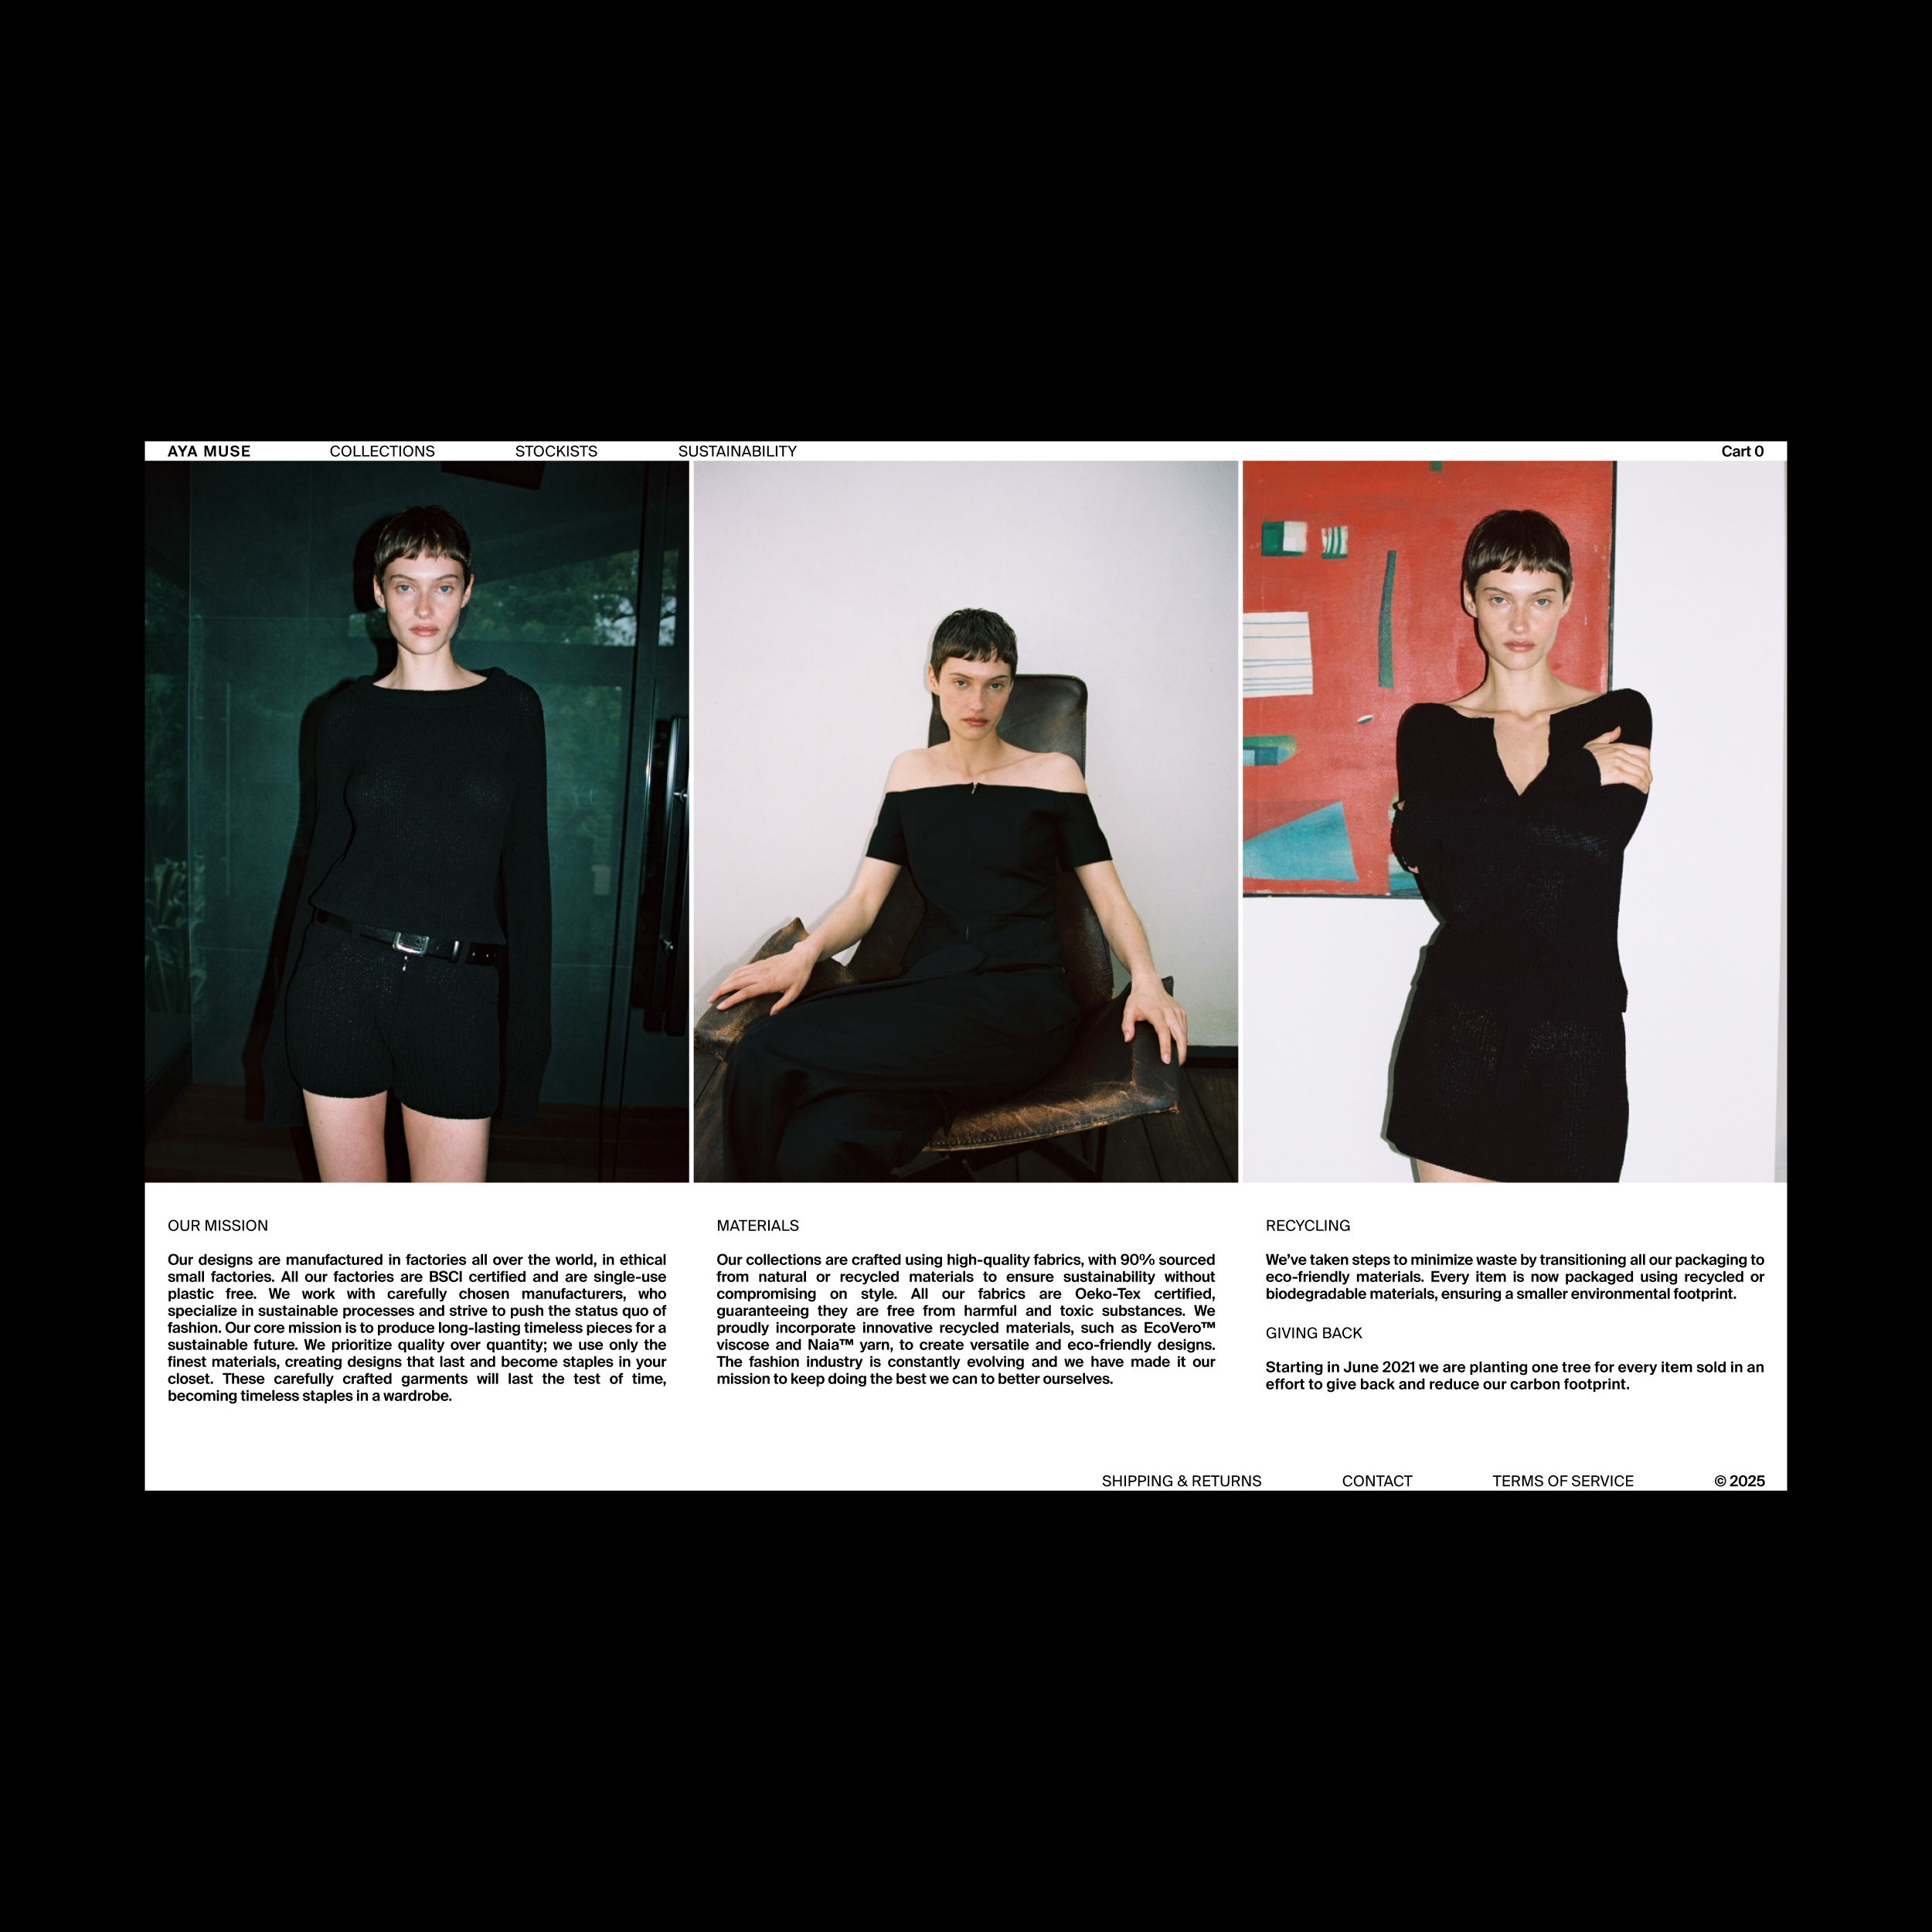 AYA MUSE COLLECTIONS STOCKISTS SUSTAINABILITY Cart 0
OUR MISSION
Our designs are manufactured in factories all over the world, in ethical
small factories. All our factories are BSCI certified and are single-use
plastic free. We work with carefully chosen manufacturers, who
specialize in sustainable processes and strive to push the status quo of
fashion. Our core mission is to produce long-lasting timeless pieces for a
sustainable future. We prioritize quality over quantity; we use only the
finest materials, creating designs that last and become staples in your
closet. These carefully crafted garments will last the test of time,
becoming timeless staples in a wardrobe.
MATERIALS
Our collections are crafted using high-quality fabrics, with 90% sourced
from natural or recycled materials to ensure sustainability without
compromising on style. All our fabrics are Oeko-Tex certified,
guaranteeing they are free from harmful and toxic substances. We
proudly incorporate innovative recycled materials, such as EcoVero™
viscose and Naia™ yarn, to create versatile and eco-friendly designs.
The fashion industry is constantly evolving and we have made it our
mission to keep doing the best we can to better ourselves.
RECYCLING
We’ve taken steps to minimize waste by transitioning all our packaging to
eco-friendly materials. Every item is now packaged using recycled or
biodegradable materials, ensuring a smaller environmental footprint.
GIVING BACK
Starting in June 2021 we are planting one tree for every item sold in an
effort to give back and reduce our carbon footprint.
SHIPPING & RETURNS CONTACT TERMS OF SERVICE © 2025